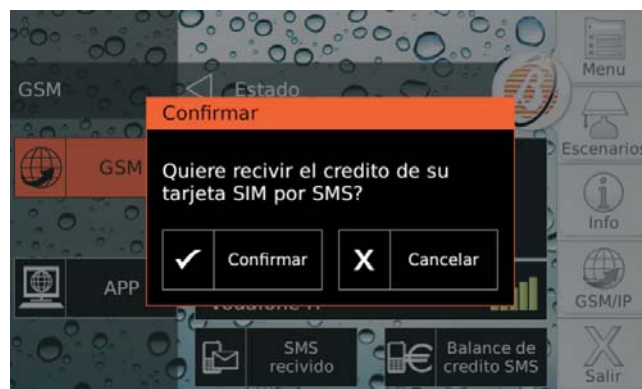 GSM
Estado
Menu
Confirmar
Escenarios
GSM
Quiere recivir el credito de su
tarjeta SIM por SMS?
Info
Confirmar
X Cancelar
APP
GSM/IP
SMS
recivido
Balance de
credito SMS
Salir